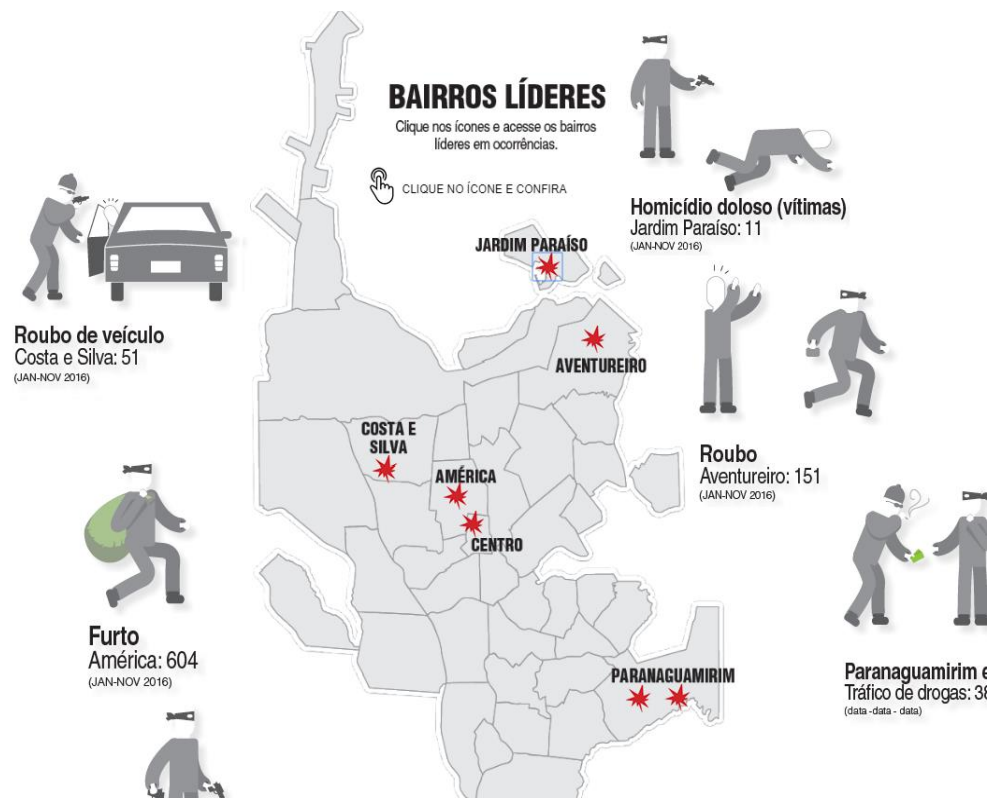 BAIRROS LÍDERES
Clique nos ícones e acesse os bairros
líderes em ocorrências.
CLIQUE NO ÍCONE E CONFIRA
Homicídio doloso (vítimas)
Jardim Paraíso: 11
(JAN-NOV 2016)
JARDIM PARAÍSO
Roubo de veículo
Costa e Silva: 51
(JAN-NOV 2016)
AVENTUREIRO
COSTA E
SILVA
AMÉRICA
CENTRO
Roubo
Aventureiro: 151
(JAN-NOV 2016)
Furto
América: 604
(JAN-NOV 2016)
PARANAGUAMIRIM
Paranaguamirim e
Tráfico de drogas: 38
(data -data - data)